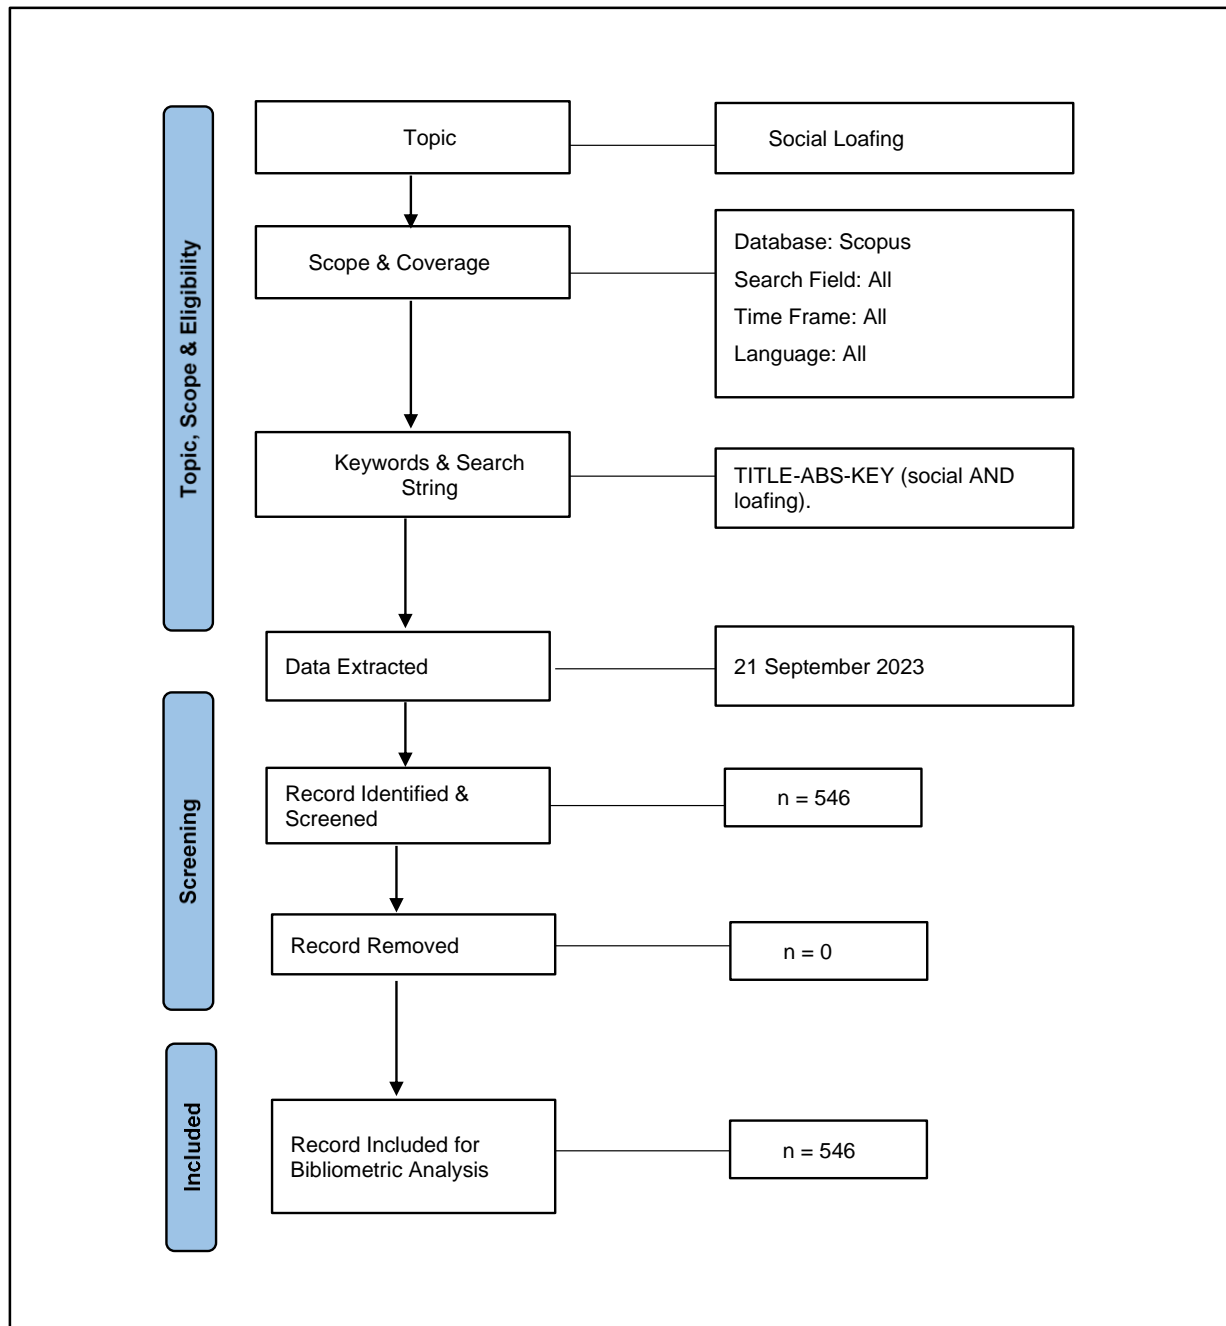 Topic, Scope & Eligibility
Topic
Social Loafing
Scope & Coverage
Database: Scopus
Search Field: All
Time Frame: All
Language: All
Keywords & Search
String
TITLE-ABS-KEY (social AND
loafing).
Data Extracted
21 September 2023
Screening
Record Identified &
Screened
n = 546
Record Removed
n = 0
Included
Record Included for
Bibliometric Analysis
n = 546